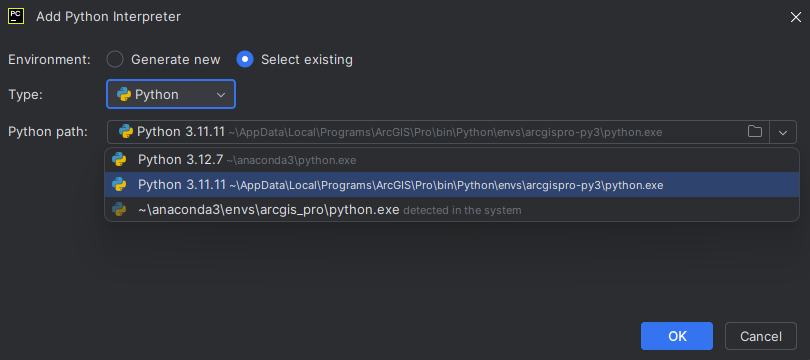 PC
Add Python Interpreter
Environment: Generate new Select existing
Type: Python
Python path: Python 3.11.11 ~\AppData\Local\Programs\ArcGIS\Pro\bin\Python\envs\arcgispro-py3\python.exe
Python 3.12.7 ~\anaconda3\python.exe
Python 3.11.11 ~\AppData\Local\Programs\ArcGIS\Pro\bin\Python\envs\arcgispro-py3\python.exe
~\anaconda3\envs\arcgis_pro\python.exe detected in the system
OK Cancel